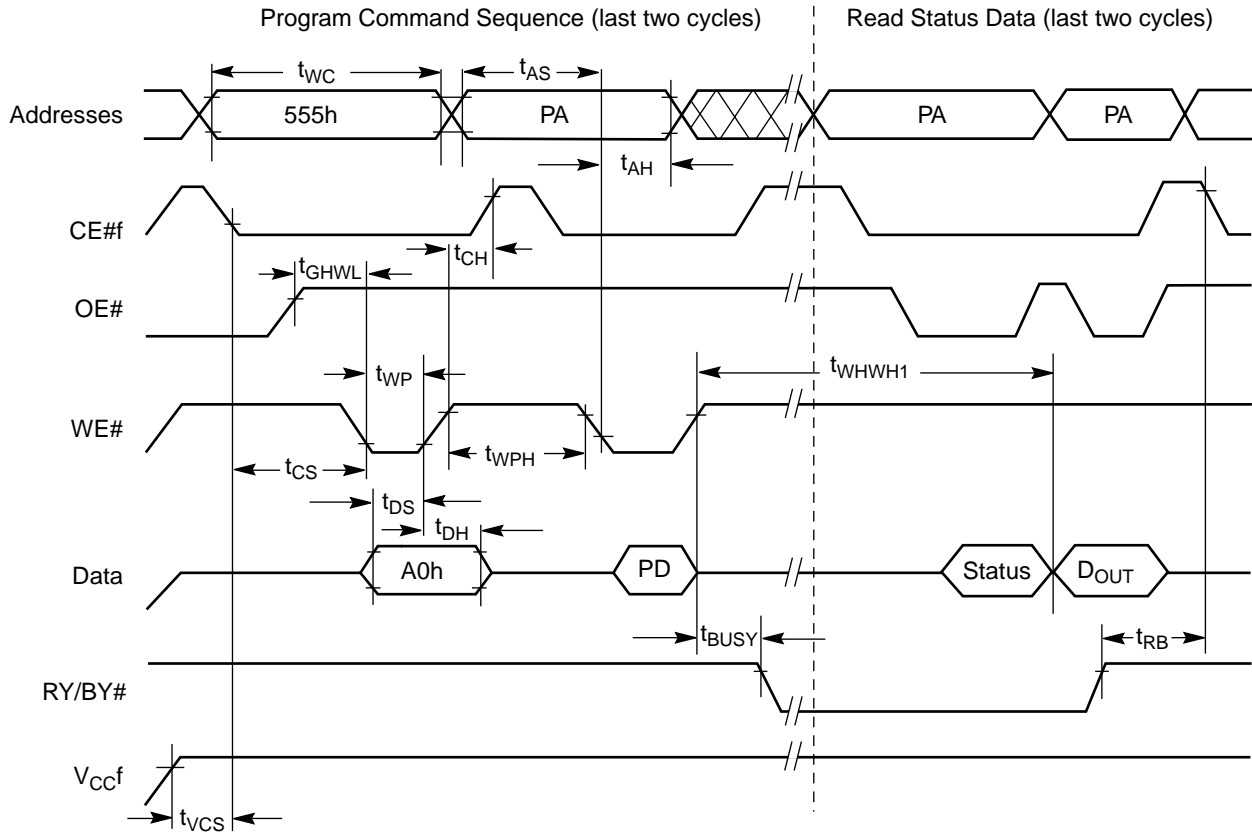 Program Command Sequence (last two cycles)
Read Status Data (last two cycles)
tWC
tAS
Addresses
555h
PA
PA
PA
tAH
CE#f
tCH
tGHWL
OE#
tWP
tWHWH1
WE#
tCS
tWPH
tDS
tDH
Data
A0h
PD
Status
DOUT
tBUSY
tRB
RY/BY#
VCCf
tVCS